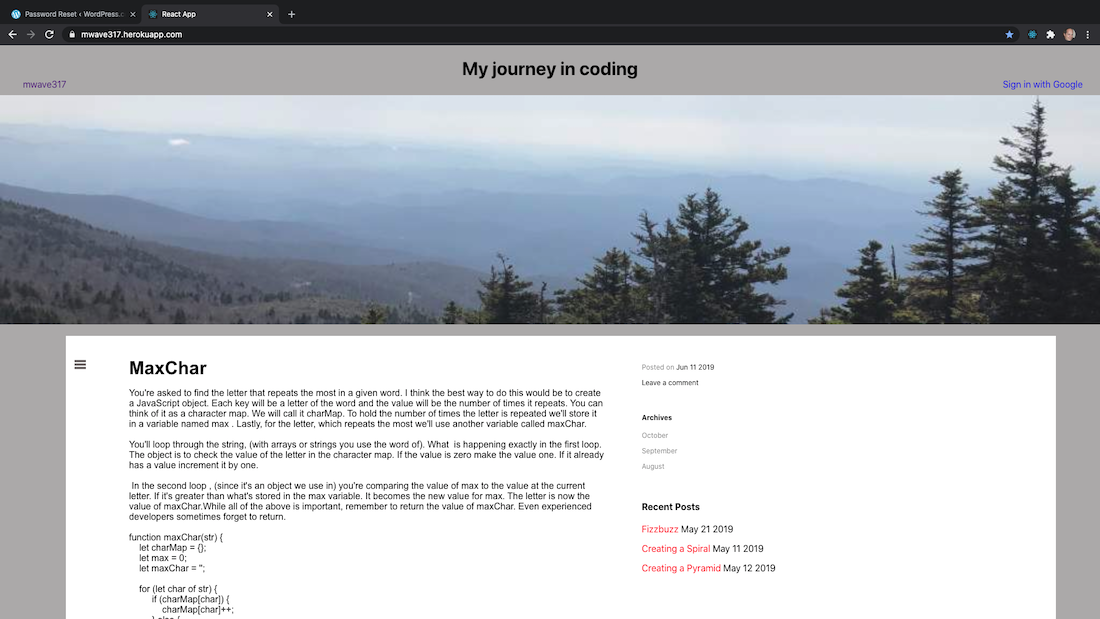 Password Reset ‹ WordPress.c
React App
mwave317.herokuapp.com
My journey in coding
mwave317
Sign in with Google
MaxChar
You're asked to find the letter that repeats the most in a given word. I think the best way to do this would be to create
a JavaScript object. Each key will be a letter of the word and the value will be the number of times it repeats. You can
think of it as a character map. We will call it charMap. To hold the number of times the letter is repeated we'll store it
in a variable named max . Lastly, for the letter, which repeats the most we'll use another variable called maxChar.
You'll loop through the string, (with arrays or strings you use the word of). What is happening exactly in the first loop.
The object is to check the value of the letter in the character map. If the value is zero make the value one. If it already
has a value increment it by one.
In the second loop , (since it's an object we use in) you're comparing the value of max to the value at the current
letter. If it's greater than what's stored in the max variable. It becomes the new value for max. The letter is now the
value of maxChar.While all of the above is important, remember to return the value of maxChar. Even experienced
developers sometimes forget to return.
function maxChar(str) {
let charMap = {};
let max = 0;
let maxChar = '';
for (let char of str) {
if (charMap[char]) {
charMap[char]++;
} else {
Posted on Jun 11 2019
Leave a comment
Archives
October
September
August
Recent Posts
Fizzbuzz May 21 2019
Creating a Spiral May 11 2019
Creating a Pyramid May 12 2019